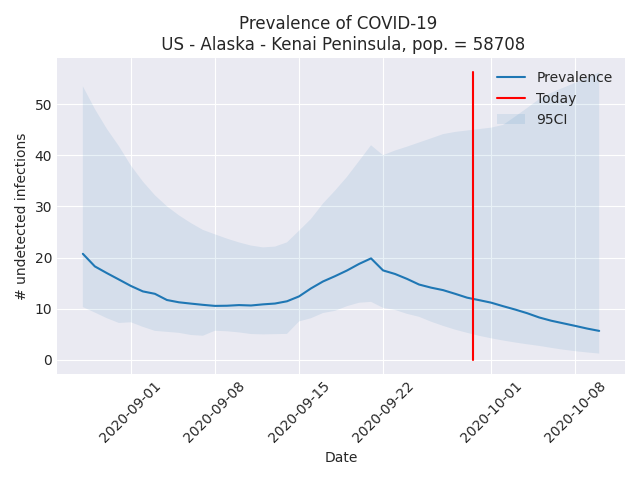 Prevalence of COVID-19
US - Alaska - Kenai Peninsula, pop. = 58708
Prevalence
Today
95CI
# undetected infections
50
40
30
20
10
0
2020-09-01
2020-09-08
2020-09-15
2020-09-22
2020-10-01
2020-10-08
Date